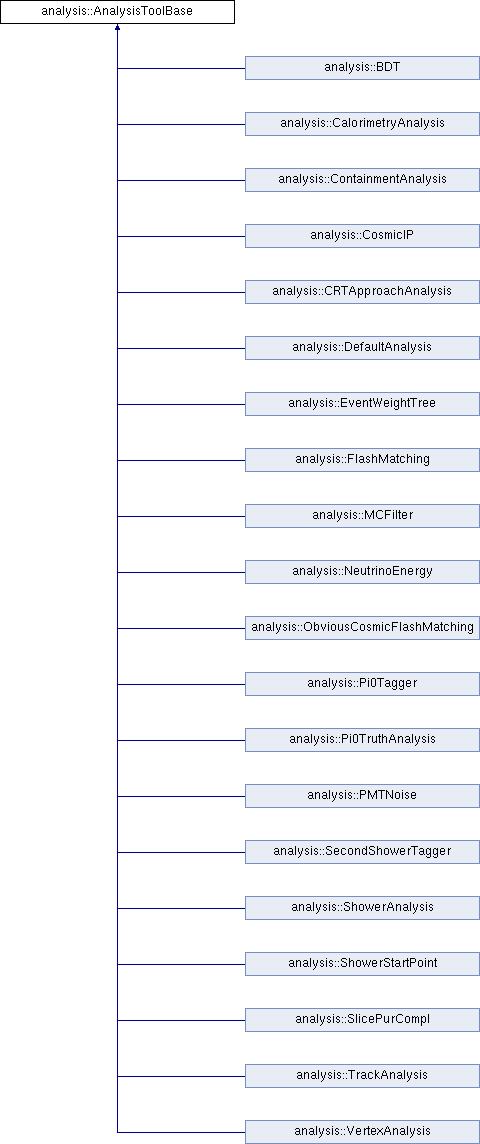 analysis::AnalysisToolBase
analysis::BDT
analysis::CalorimetryAnalysis
analysis::ContainmentAnalysis
analysis::CosmicIP
analysis::CRTApproachAnalysis
analysis::DefaultAnalysis
analysis::EventWeightTree
analysis::FlashMatching
analysis::MCFilter
analysis::NeutrinoEnergy
analysis::ObviousCosmicFlashMatching
analysis::Pi0Tagger
analysis::Pi0TruthAnalysis
analysis::PMTNoise
analysis::SecondShowerTagger
analysis::ShowerAnalysis
analysis::ShowerStartPoint
analysis::SlicePurCompl
analysis::TrackAnalysis
analysis::VertexAnalysis